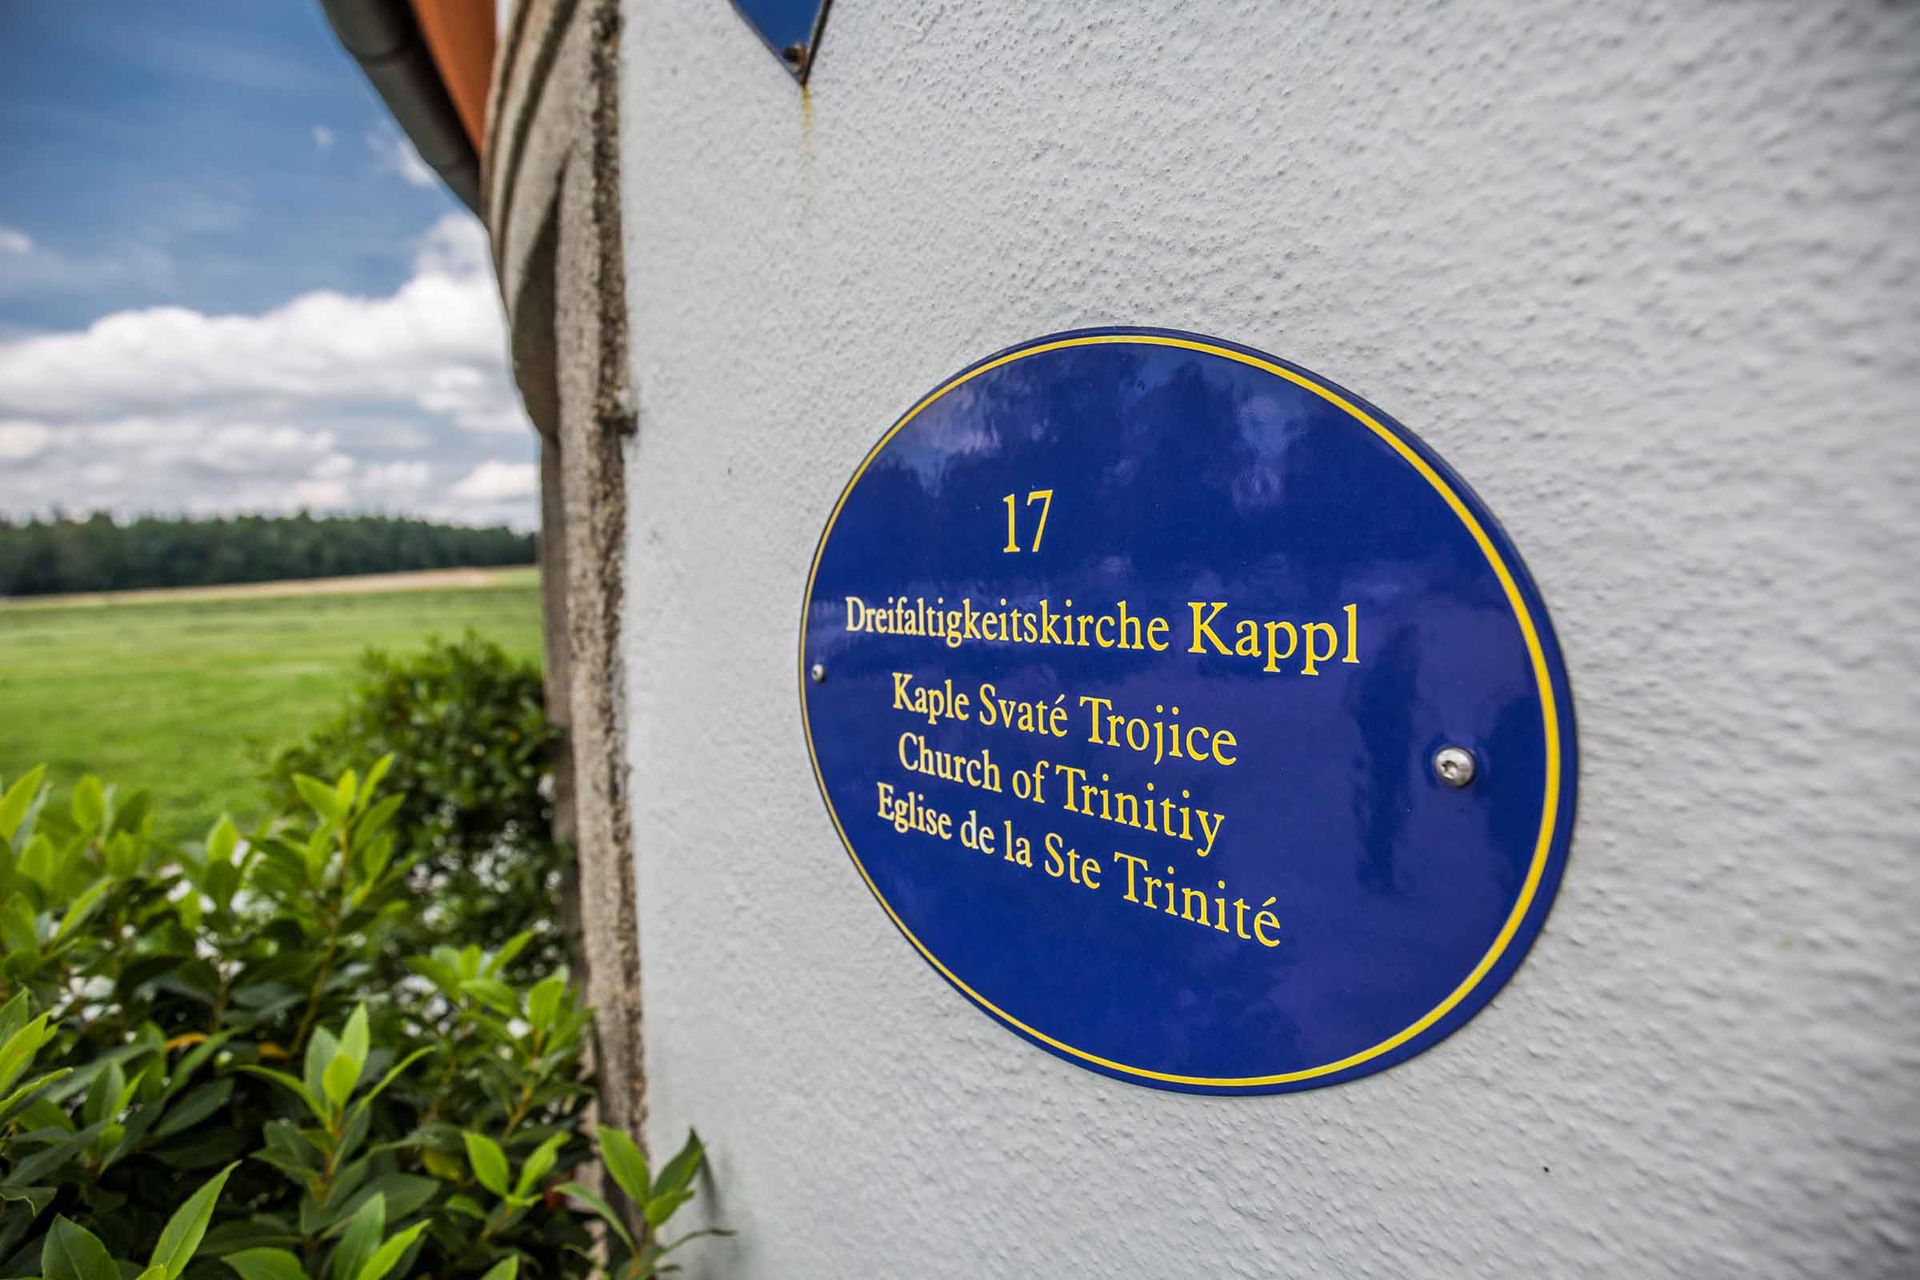 17
Dreifaltigkeitskirche Kappl
Kaple Svaté Trojice
Church of Trinitiy
Eglise de la Ste Trinité